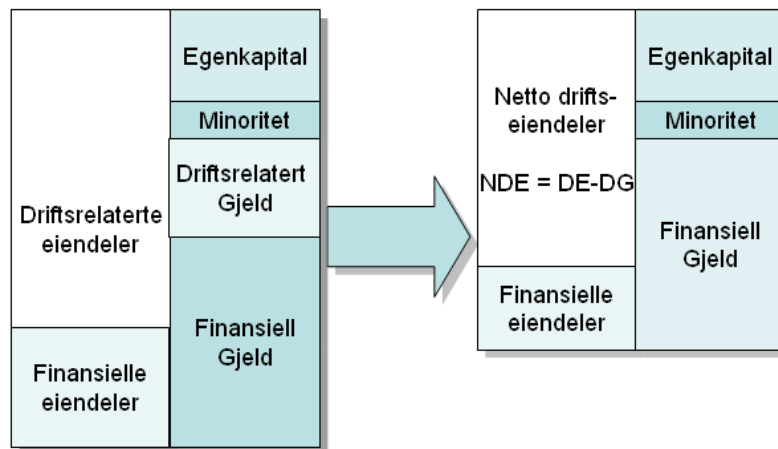 Driftsrelaterte
eiendeler
Finansielle
eiendeler
Egenkapital
Minoritet
Driftsrelatert
Gjeld
Finansiell
Gjeld
Netto drifts-
eiendeler
NDE = DE-DG
Finansielle
eiendeler
Egenkapital
Minoritet
Finansiell
Gjeld